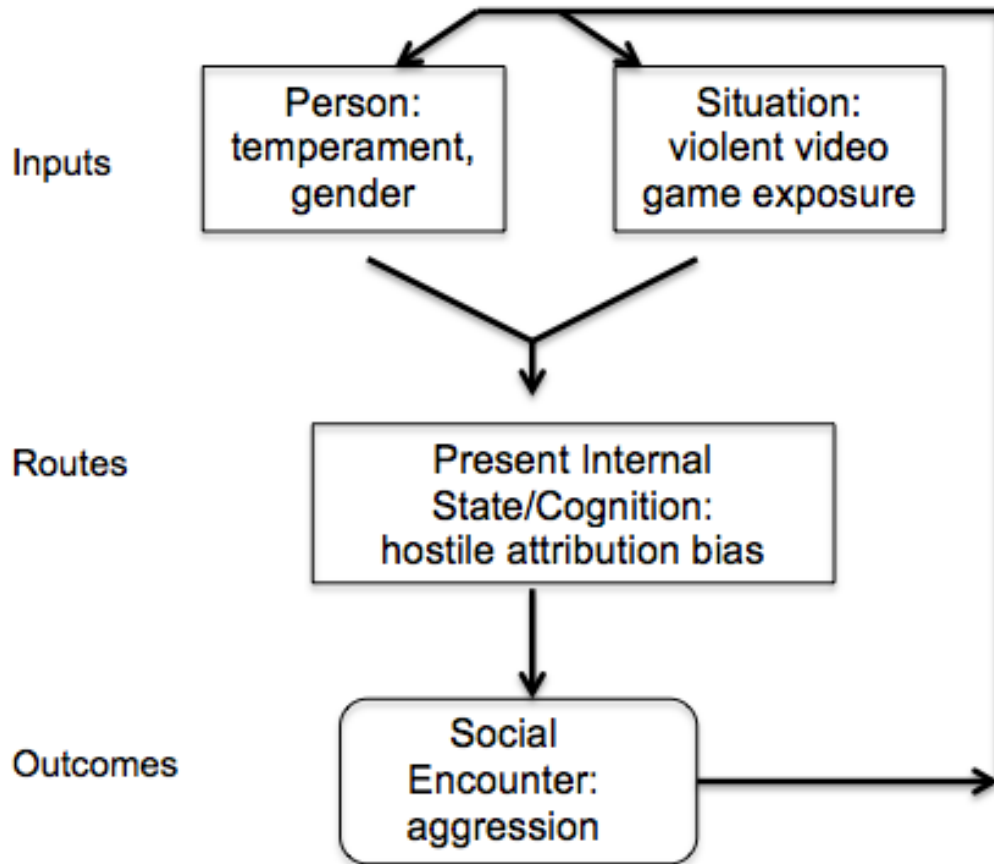 Inputs
Person:
temperament,
gender
Situation:
violent video
game exposure
Routes
Present Internal
State/Cognition:
hostile attribution bias
Outcomes
Social
Encounter:
aggression